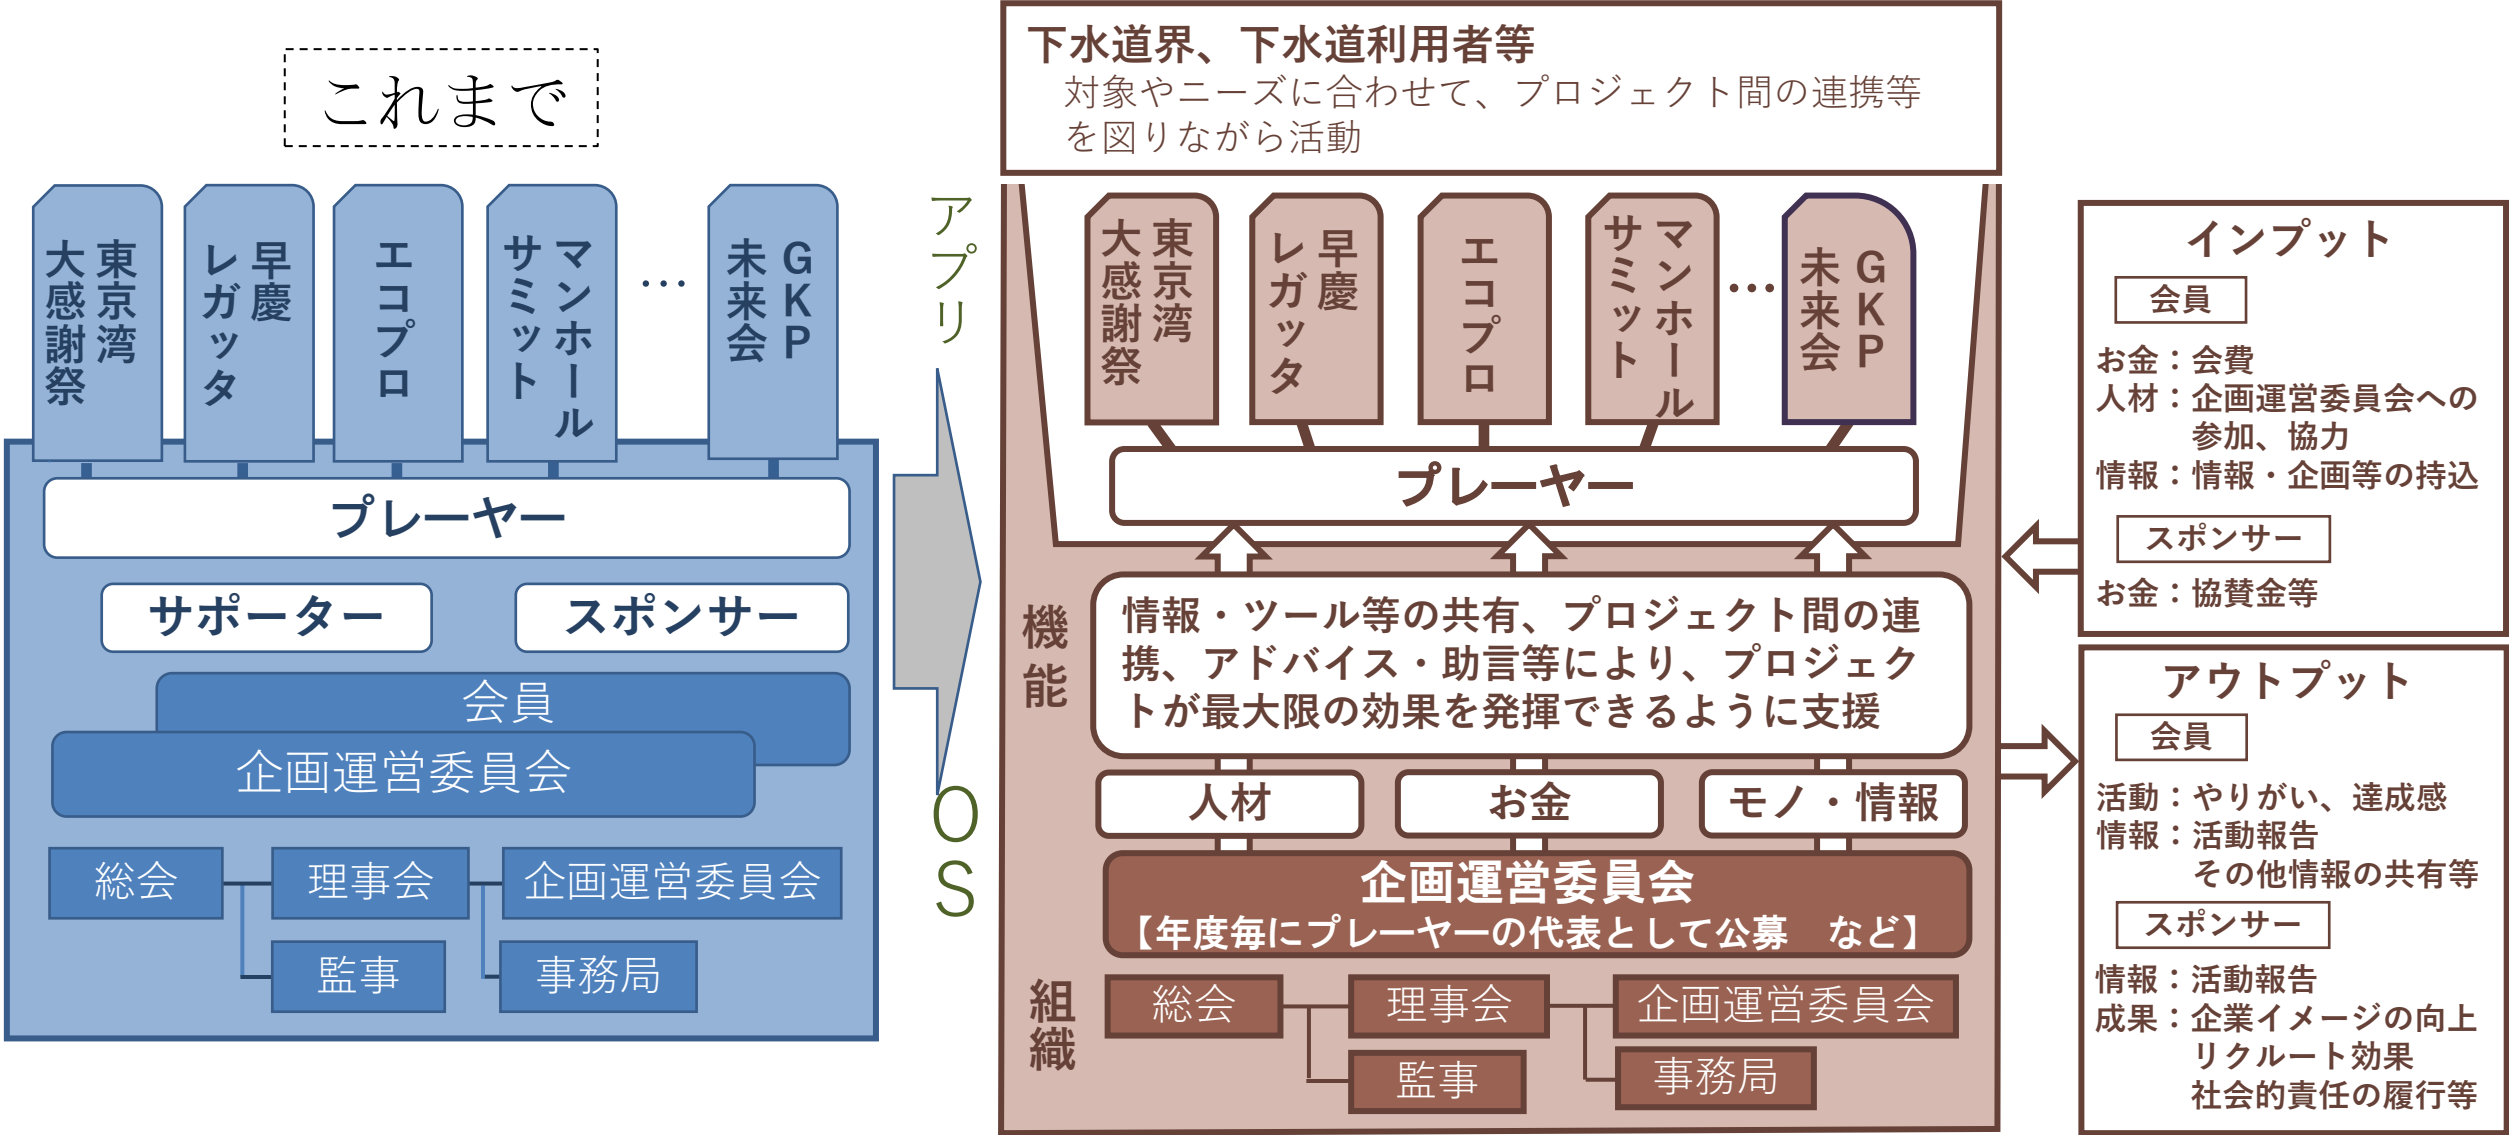 これまで
東京湾
大感謝祭
早慶
レガッタ
エコプロ
マンホール
サミット
…
GKP
未来会
プレーヤー
サポーター
スポンサー
会員
企画運営委員会
総会
理事会
企画運営委員会
監事
事務局
アプリ
OS
下水道界、下水道利用者等
対象やニーズに合わせて、プロジェクト間の連携等
を図りながら活動
東京湾
大感謝祭
早慶
レガッタ
エコプロ
マンホール
サミット
…
GKP
未来会
プレーヤー
機能
情報・ツール等の共有、プロジェクト間の連
携、アドバイス・助言等により、プロジェク
トが最大限の効果を発揮できるように支援
人材
お金
モノ・情報
企画運営委員会
【年度毎にプレーヤーの代表として公募　など】
組織
総会
理事会
企画運営委員会
監事
事務局
インプット
会員
お金：会費
人材：企画運営委員会への
参加、協力
情報：情報・企画等の持込
スポンサー
お金：協賛金等
アウトプット
会員
活動：やりがい、達成感
情報：活動報告
その他情報の共有等
スポンサー
情報：活動報告
成果：企業イメージの向上
リクルート効果
社会的責任の履行等